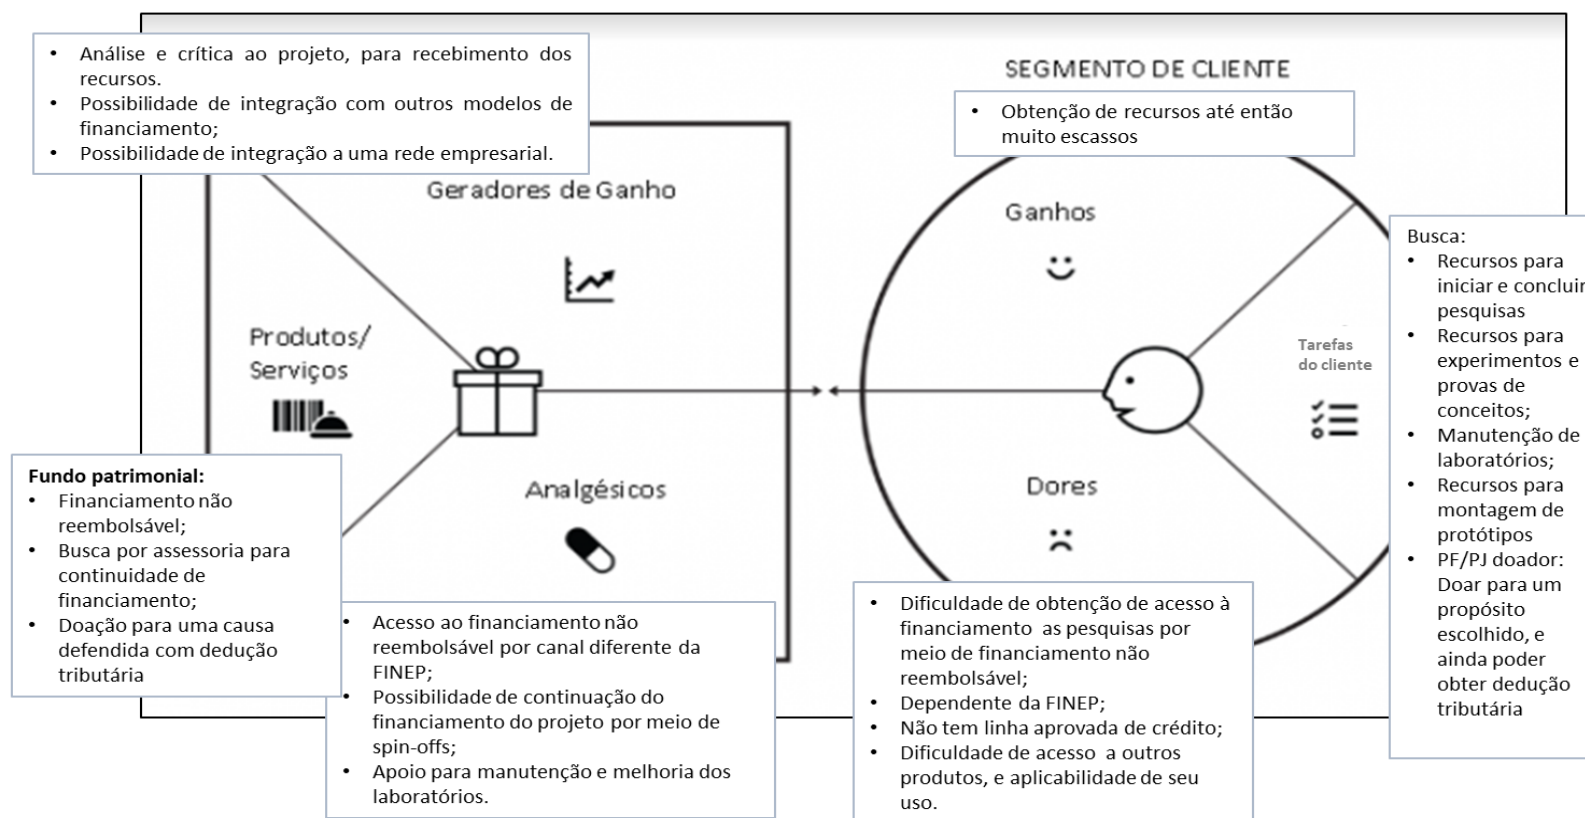 • Análise e crítica ao projeto, para recebimento dos
recursos.
• Possibilidade de integração com outros modelos de
financiamento;
• Possibilidade de integração a uma rede empresarial.
Geradores de Ganho
Produtos/
Serviços
Fundo patrimonial:
• Financiamento não
reembolsável;
• Busca por assessoria para
continuidade de
financiamento;
• Doação para uma causa
defendida com dedução
tributária
Analgésicos
• Acesso ao financiamento não
reembolsável por canal diferente da
FINEP;
• Possibilidade de continuação do
financiamento do projeto por meio de
spin-offs;
• Apoio para manutenção e melhoria dos
laboratórios.
SEGMENTO DE CLIENTE
• Obtenção de recursos até então
muito escassos
Ganhos
Tarefas
do cliente
Dores
• Dificuldade de obtenção de acesso à
financiamento as pesquisas por
meio de financiamento não
reembolsável;
• Dependente da FINEP;
• Não tem linha aprovada de crédito;
• Dificuldade de acesso a outros
produtos, e aplicabilidade de seu
uso.
Busca:
• Recursos para
iniciar e concluir
pesquisas
• Recursos para
experimentos e
provas de
conceitos;
• Manutenção de
laboratórios;
• Recursos para
montagem de
protótipos
• PF/PJ doador:
Doar para um
propósito
escolhido, e
ainda poder
obter dedução
tributária